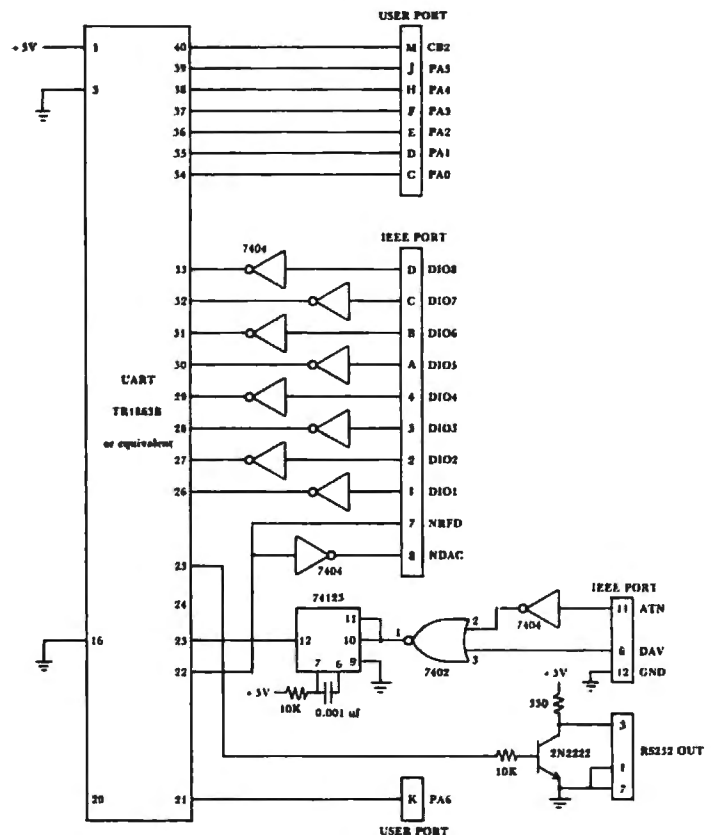 USER PORT
+ 5V 1 40 M CB2
39 J PA5
3 38 H PA4
37 F PA3
36 E PA2
35 D PA1
34 C PA0
IEEE PORT
7404
33 D DIO8
32 C DIO7
31 B DIO6
30 A DIO5
29 4 DIO4
28 3 DIO3
27 2 DIO2
26 1 DIO1
UART
TR1863B
or equivalent
7 NRFD
8 NDAC
7404
25
74123
IEEE PORT
24 11 2 7404 11 ATN
16 23 12 10 1 7402 3 6 DAV
22 9 12 GND
7 6
+ 5V 10K 0.001 uf
+ 5V
330
3
2N2222 RS232 OUT
10K 1
7
20 21 K PA6
USER PORT